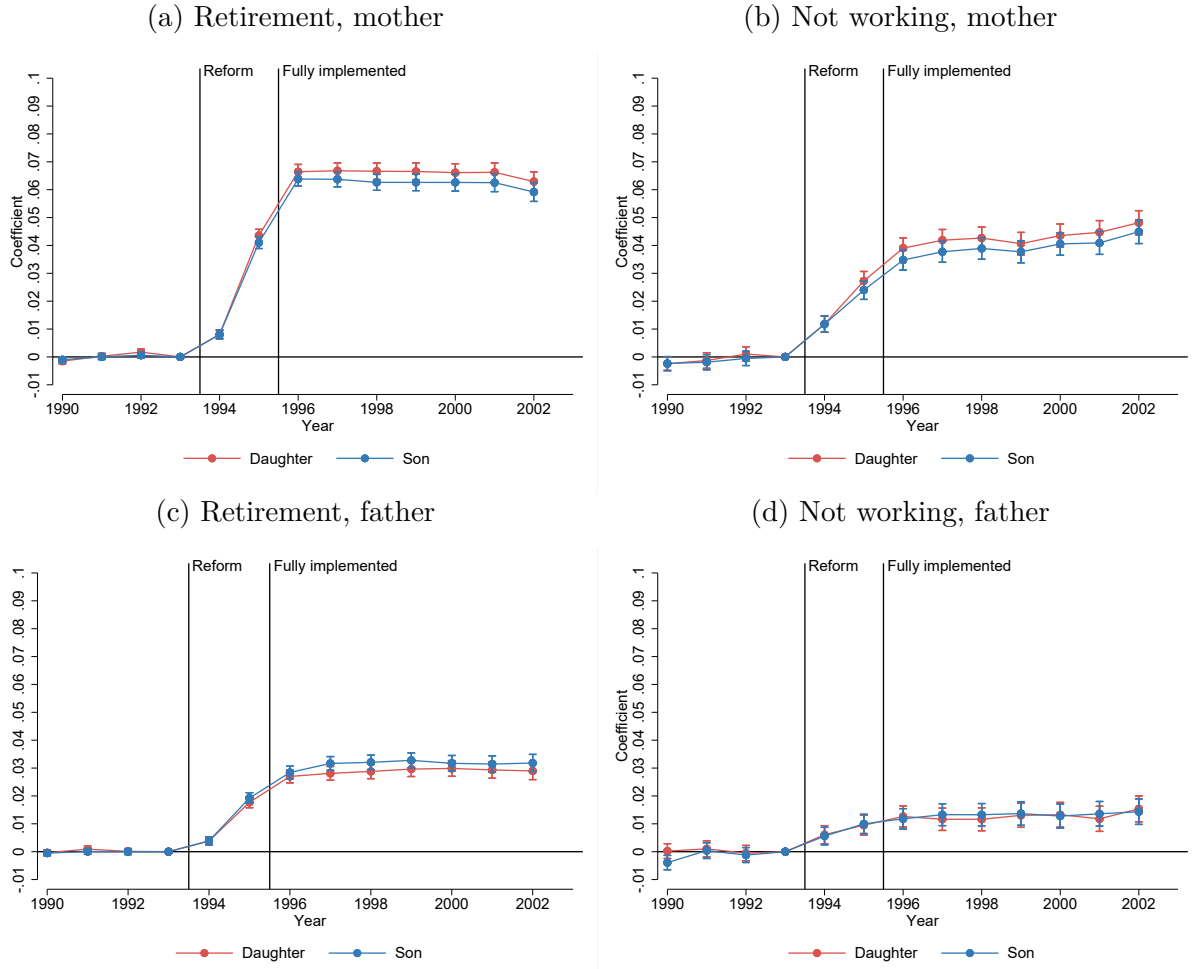 (a) Retirement, mother
Reform
Fully implemented
Coefficient
-.01 0 .01 .02 .03 .04 .05 .06 .07 .08 .09 .1
1990 1992 1994 1996 1998 2000 2002
Year
Daughter Son
(b) Not working, mother
Reform
Fully implemented
Coefficient
-.01 0 .01 .02 .03 .04 .05 .06 .07 .08 .09 .1
1990 1992 1994 1996 1998 2000 2002
Year
Daughter Son
(c) Retirement, father
Reform
Fully implemented
-.01 0 .01 .02 .03 .04 .05 .06 .07 .08 .09 .1
1990 1992 1994 1996 1998 2000 2002
Year
Daughter Son
(d) Not working, father
Reform
Fully implemented
Coefficient
-.01 0 .01 .02 .03 .04 .05 .06 .07 .08 .09 .1
1990 1992 1994 1996 1998 2000 2002
Year
Daughter Son